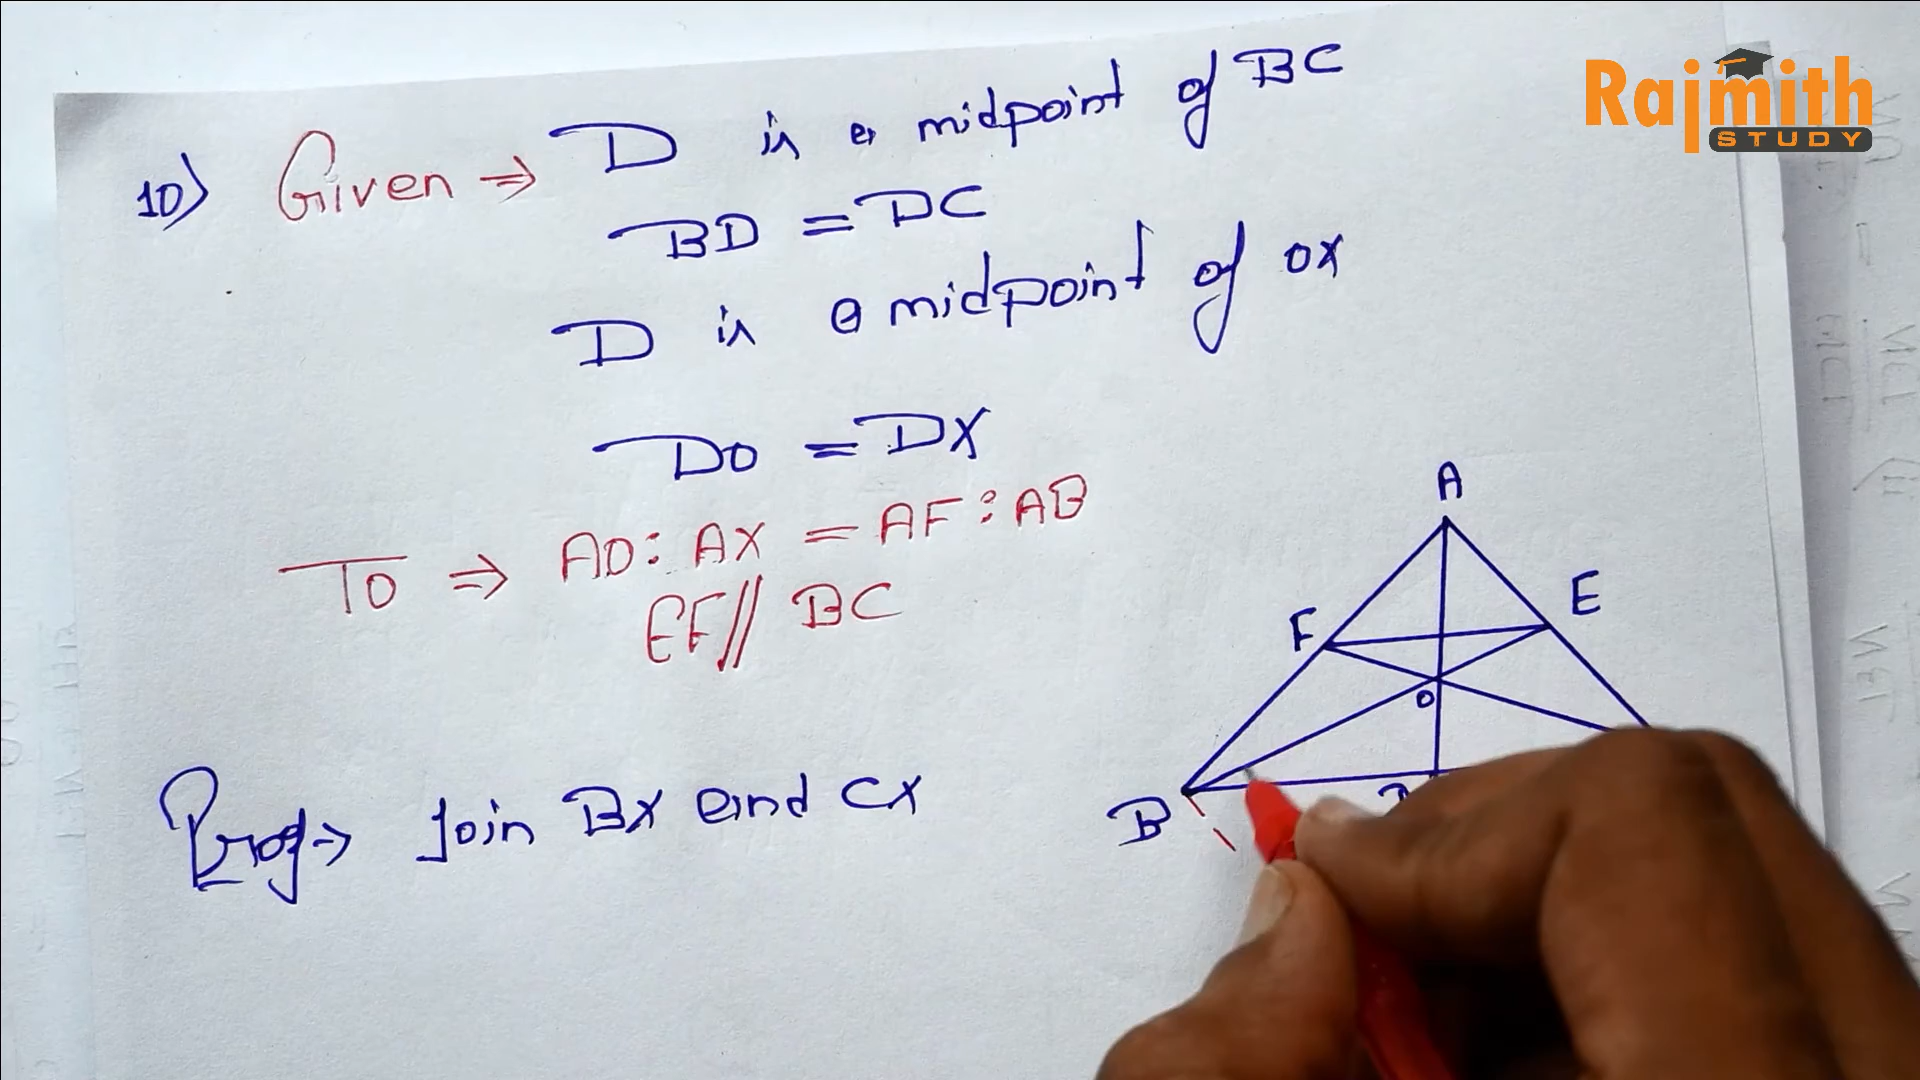 Rajmith
STUDY
10) Given ⇒ D is a midpoint of BC
BD = DC
D is a midpoint of OX
DO = DX
TO ⇒ AO : AX = AF : AB
EF // BC
Proof → Join BX and CX
A
F
E
O
B